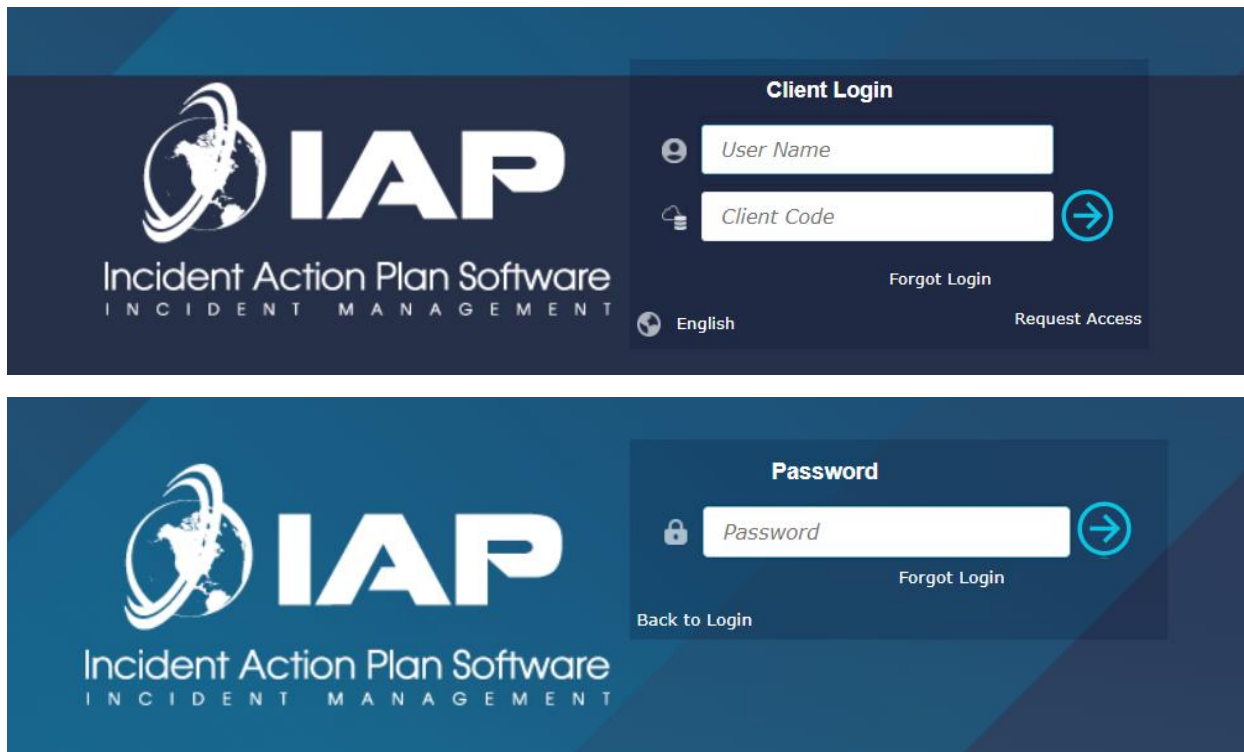 Client Login
IAP
User Name
Client Code
Incident Action Plan Software
INCIDENT MANAGEMENT
Forgot Login
English
Request Access
Password
IAP
Password
Forgot Login
Back to Login
Incident Action Plan Software
INCIDENT MANAGEMENT